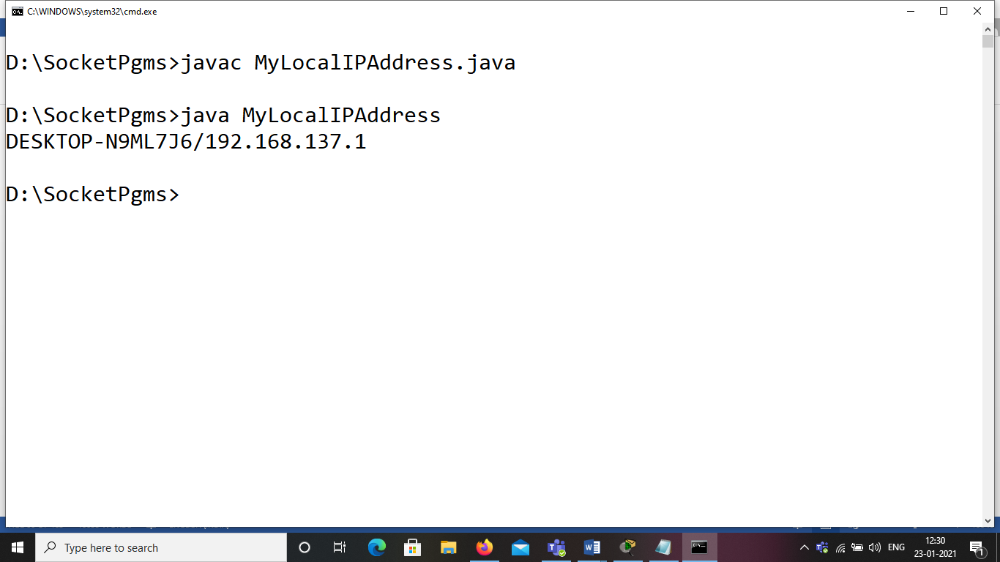 C:\WINDOWS\system32\cmd.exe
D:\SocketPgms>javac MyLocalIPAddress.java
D:\SocketPgms>java MyLocalIPAddress
DESKTOP-N9ML7J6/192.168.137.1
D:\SocketPgms>
Type here to search
ENG
12:30
23-01-2021
1